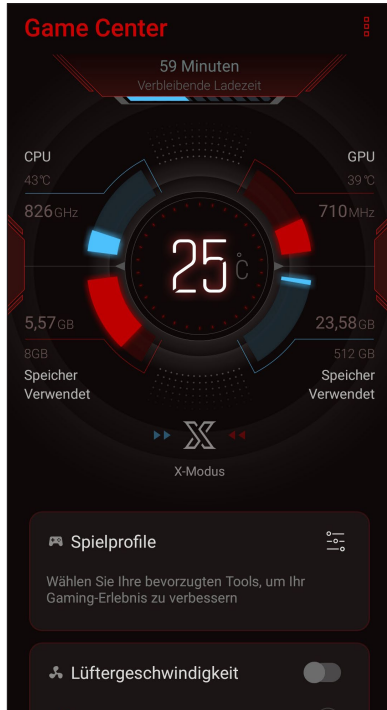 Game Center
59 Minuten
Verbleibende Ladezeit
CPU
43°C
826GHz
GPU
39°C
710MHz
25°C
5,57GB
8GB
Speicher
Verwendet
23,58GB
512 GB
Speicher
Verwendet
X-Modus
Spielprofile
Wählen Sie Ihre bevorzugten Tools, um Ihr
Gaming-Erlebnis zu verbessern
Lüftergeschwindigkeit